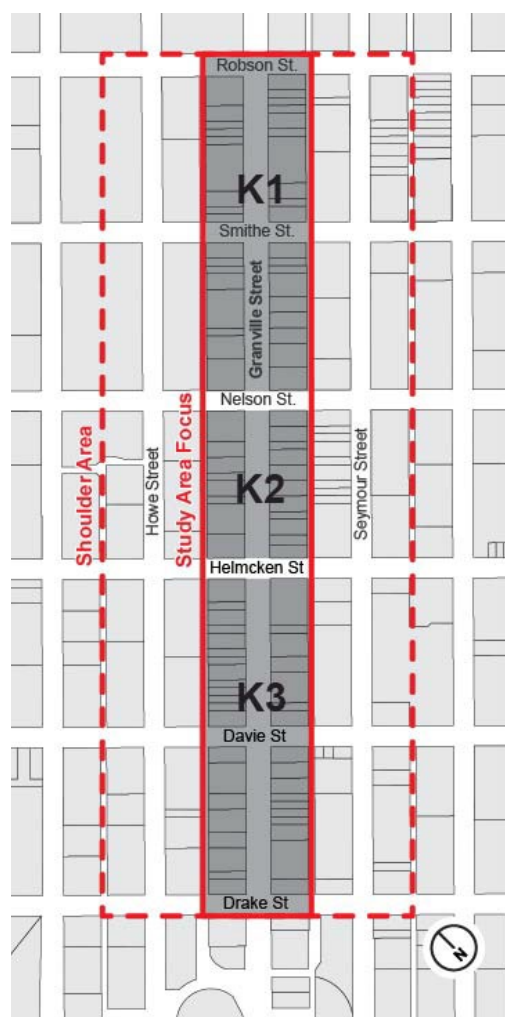 Robson St.
K1
Smithe St.
Granville Street
Nelson St.
Shoulder Area
Howe Street
Study Area Focus
K2
Seymour Street
Helmcken St
K3
Davie St
Drake St
N